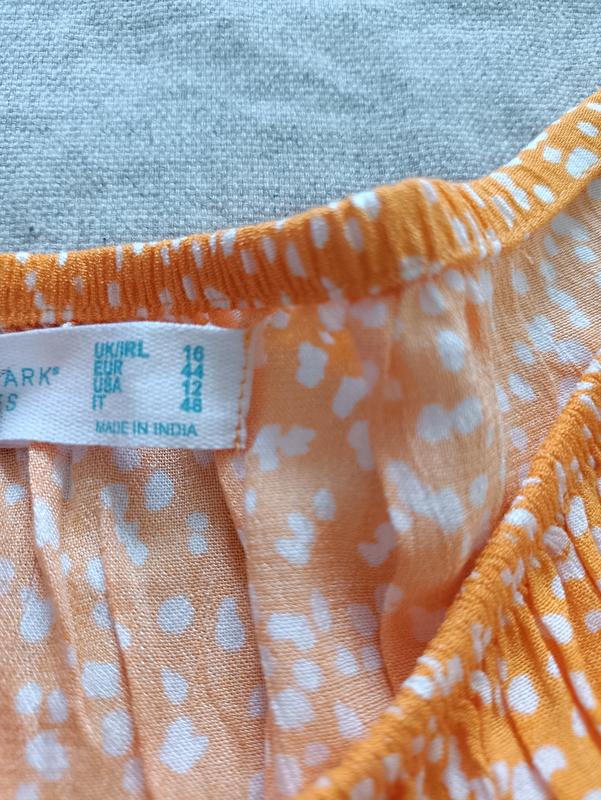 ARK®
S
UK/IRL 16
EUR 44
USA 12
IT 48
MADE IN INDIA